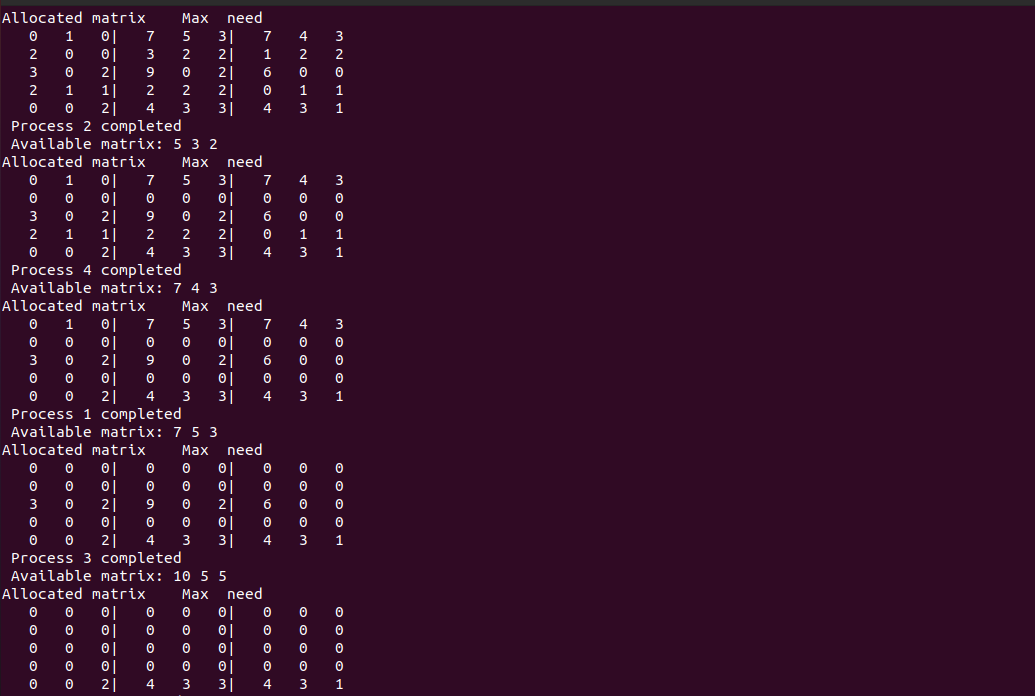 Allocated matrix    Max  need
   0   1   0|   7   5   3|   7   4   3
   2   0   0|   3   2   2|   1   2   2
   3   0   2|   9   0   2|   6   0   0
   2   1   1|   2   2   2|   0   1   1
   0   0   2|   4   3   3|   4   3   1
 Process 2 completed
 Available matrix: 5 3 2
Allocated matrix    Max  need
   0   1   0|   7   5   3|   7   4   3
   0   0   0|   0   0   0|   0   0   0
   3   0   2|   9   0   2|   6   0   0
   2   1   1|   2   2   2|   0   1   1
   0   0   2|   4   3   3|   4   3   1
 Process 4 completed
 Available matrix: 7 4 3
Allocated matrix    Max  need
   0   1   0|   7   5   3|   7   4   3
   0   0   0|   0   0   0|   0   0   0
   3   0   2|   9   0   2|   6   0   0
   0   0   0|   0   0   0|   0   0   0
   0   0   2|   4   3   3|   4   3   1
 Process 1 completed
 Available matrix: 7 5 3
Allocated matrix    Max  need
   0   0   0|   0   0   0|   0   0   0
   0   0   0|   0   0   0|   0   0   0
   3   0   2|   9   0   2|   6   0   0
   0   0   0|   0   0   0|   0   0   0
   0   0   2|   4   3   3|   4   3   1
 Process 3 completed
 Available matrix: 10 5 5
Allocated matrix    Max  need
   0   0   0|   0   0   0|   0   0   0
   0   0   0|   0   0   0|   0   0   0
   0   0   0|   0   0   0|   0   0   0
   0   0   0|   0   0   0|   0   0   0
   0   0   2|   4   3   3|   4   3   1